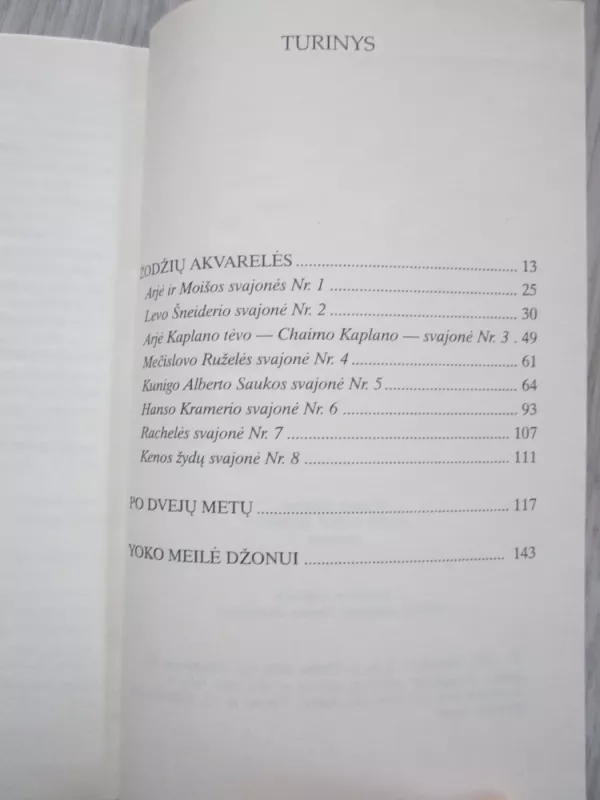 TURINYS
ŽODŽIŲ AKVARELĖS ........................................ 13
Arjė ir Moišos svajonės Nr. 1 ................................. 25
Levo Šneiderio svajonė Nr. 2 ................................. 30
Arjė Kaplano tėvo — Chaimo Kaplano — svajonė Nr. 3 . 49
Mečislovo Ruželės svajonė Nr. 4 ............................. 61
Kunigo Alberto Saukos svajonė Nr. 5 ....................... 64
Hanso Kramerio svajonė Nr. 6 ............................... 93
Rachelės svajonė Nr. 7 ........................................ 107
Kenos žydų svajonė Nr. 8 ..................................... 111
PO DVEJŲ METŲ ............................................. 117
YOKO MEILĖ DŽONUI ...................................... 143